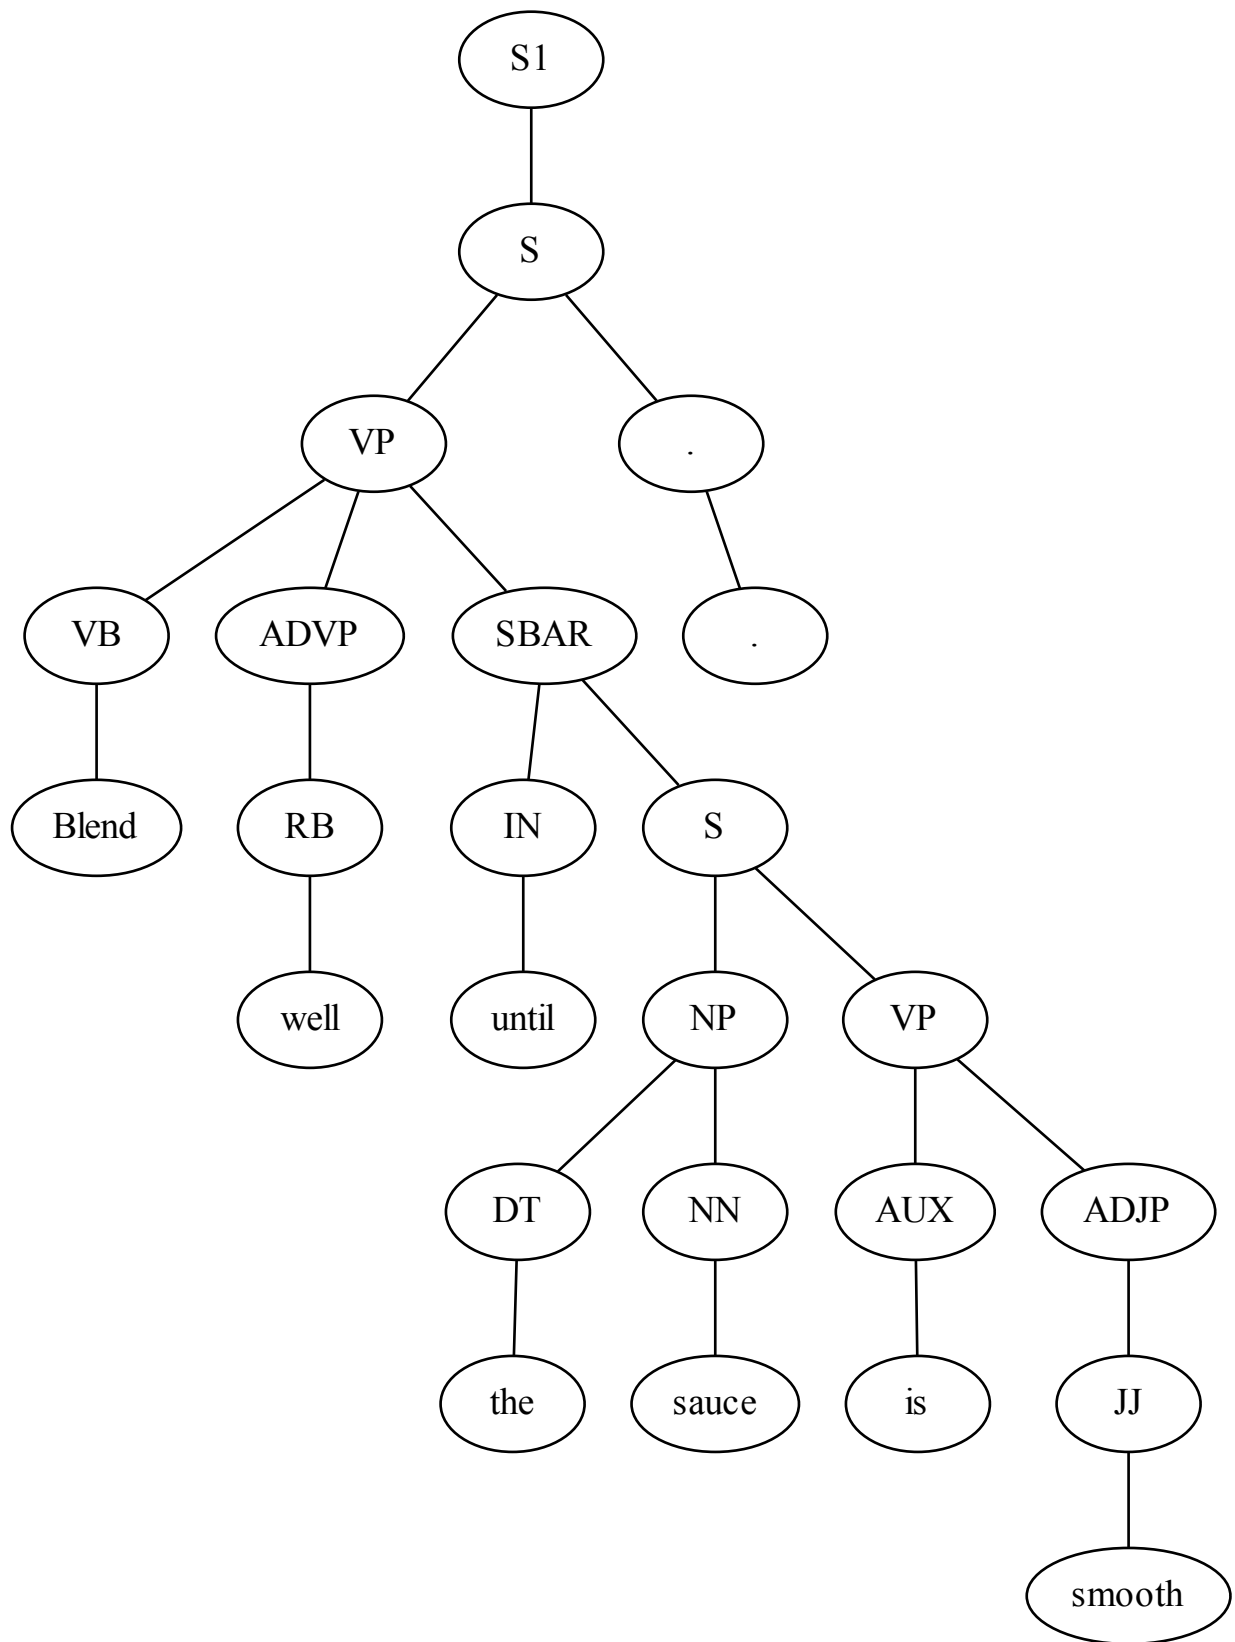 S1
S
VP .
VB ADVP SBAR .
Blend RB IN S
well until NP VP
DT NN AUX ADJP
the sauce is JJ
smooth